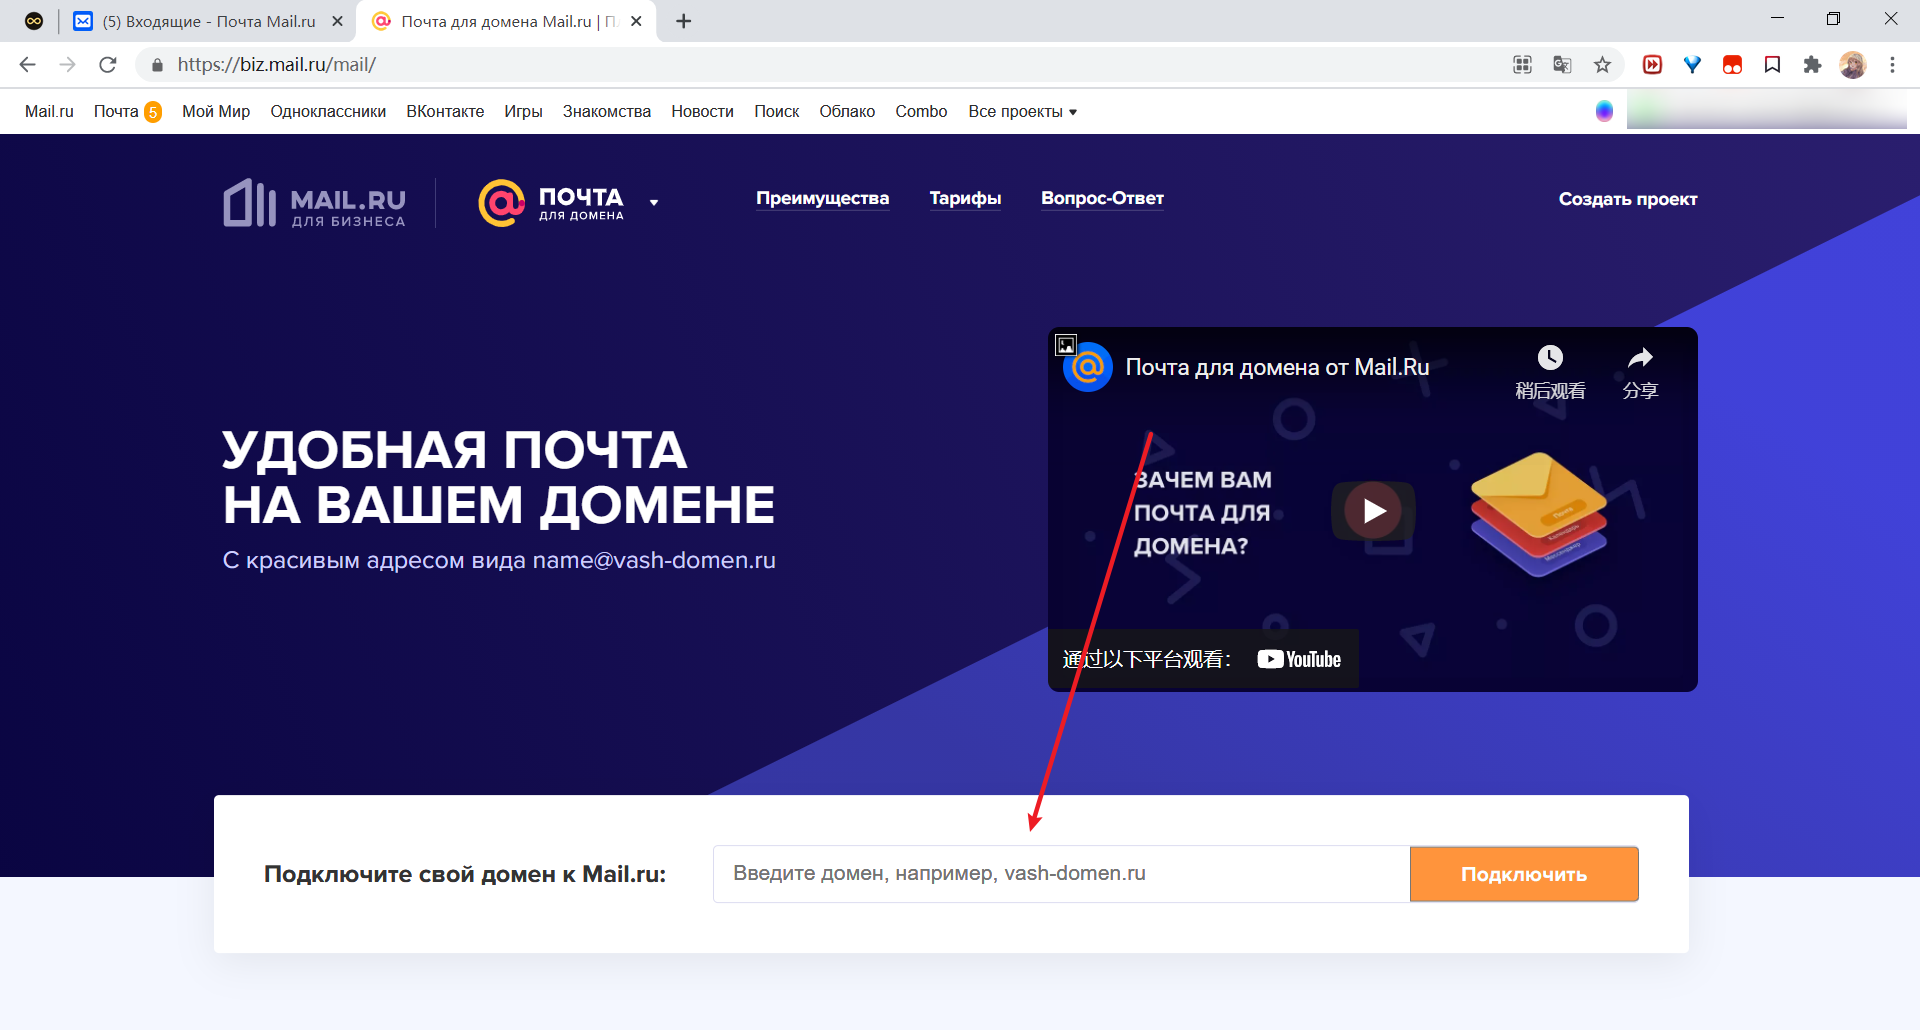 (5) Входящие - Почта Mail.ru
Почта для домена Mail.ru |
https://biz.mail.ru/mail/
Mail.ru Почта 5 Мой Мир Одноклассники ВКонтакте Игры Знакомства Новости Поиск Облако Combo Все проекты
MAIL.RU
ДЛЯ БИЗНЕСА
ПОЧТА
ДЛЯ ДОМЕНА
Преимущества Тарифы Вопрос-Ответ Создать проект
УДОБНАЯ ПОЧТА
НА ВАШЕМ ДОМЕНЕ
С красивым адресом вида name@vash-domen.ru
Почта для домена от Mail.Ru
稍后观看 分享
ЗАЧЕМ ВАМ
ПОЧТА ДЛЯ
ДОМЕНА?
Почта
Календарь
Мессенджер
通过以下平台观看： YouTube
Подключите свой домен к Mail.ru: Введите домен, например, vash-domen.ru Подключить